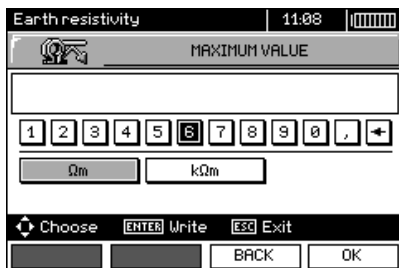 Earth resistivity 11:08
MAXIMUM VALUE
1 2 3 4 5 6 7 8 9 0 , ←
Ωm kΩm
Choose ENTER Write ESC Exit
BACK OK